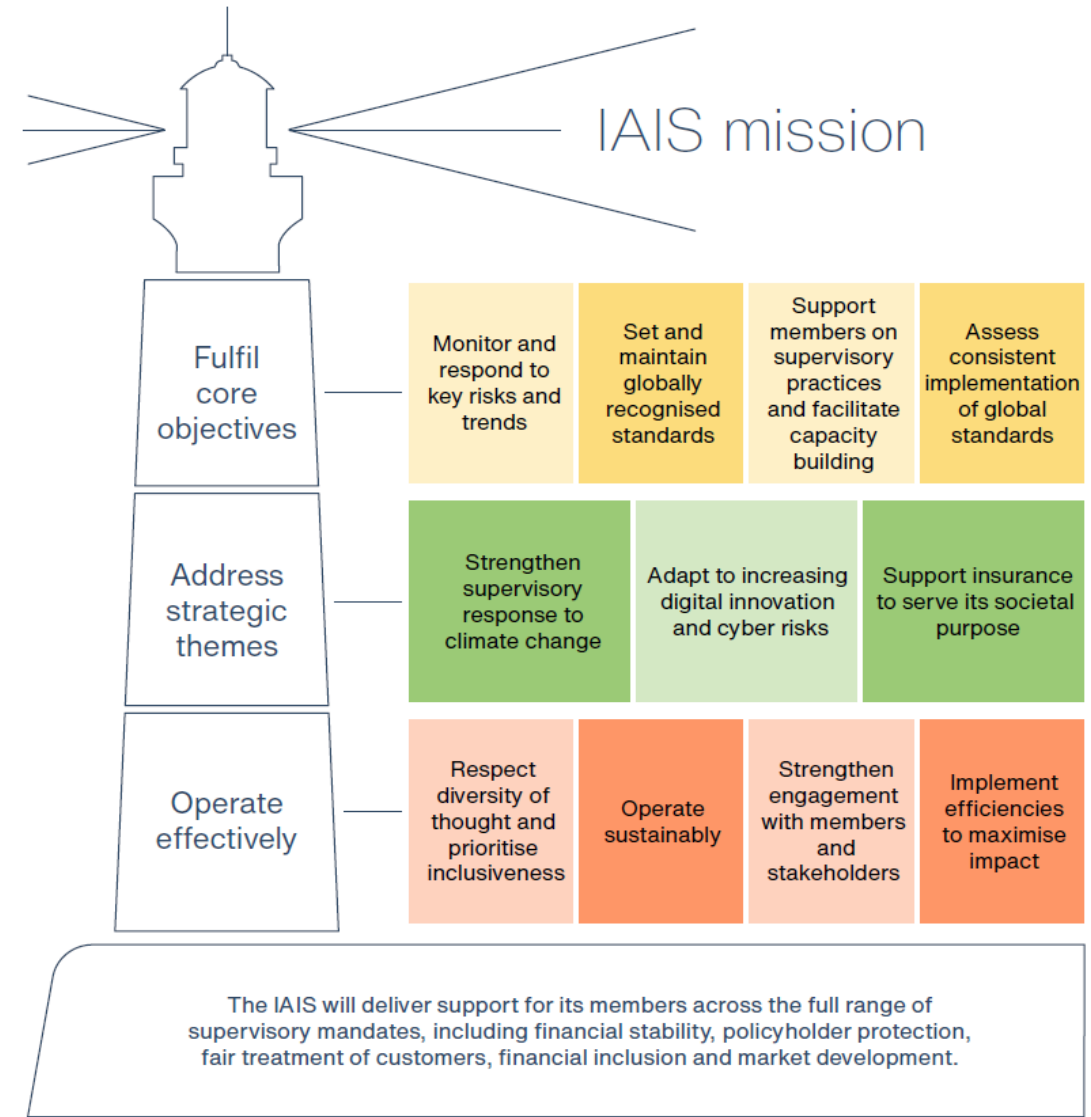 IAIS mission
Fulfil
core
objectives
Monitor and
respond to
key risks and
trends
Set and
maintain
globally
recognised
standards
Support
members on
supervisory
practices
and facilitate
capacity
building
Assess
consistent
implementation
of global
standards
Address
strategic
themes
Strengthen
supervisory
response to
climate change
Adapt to increasing
digital innovation
and cyber risks
Support insurance
to serve its societal
purpose
Operate
effectively
Respect
diversity of
thought and
prioritise
inclusiveness
Operate
sustainably
Strengthen
engagement
with members
and
stakeholders
Implement
efficiencies
to maximise
impact
The IAIS will deliver support for its members across the full range of
supervisory mandates, including financial stability, policyholder protection,
fair treatment of customers, financial inclusion and market development.